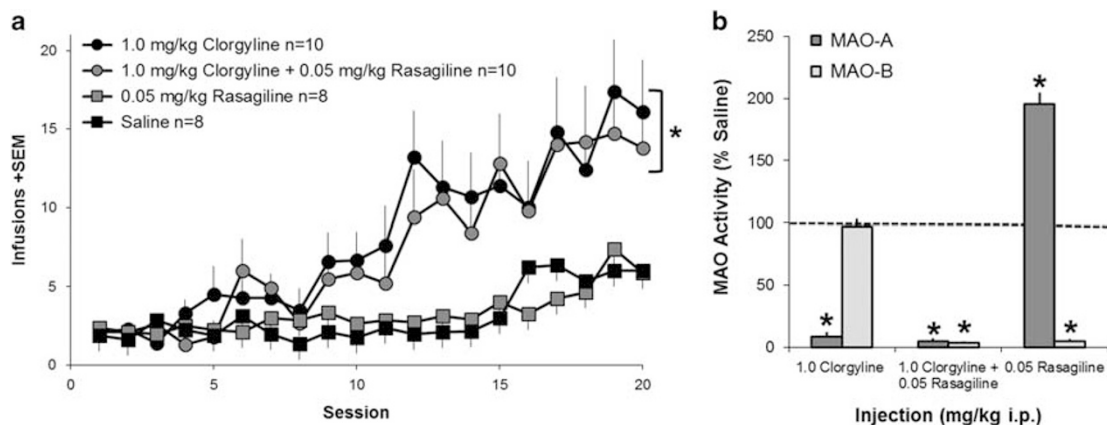 a
20
15
10
5
0
Infusions +SEM
1.0 mg/kg Clorgyline n=10
1.0 mg/kg Clorgyline + 0.05 mg/kg Rasagiline n=10
0.05 mg/kg Rasagiline n=8
Saline n=8
*
0 5 10 15 20
Session
b
MAO-A
MAO-B
250
200
150
100
50
0
MAO Activity (% Saline)
* * * * *
1.0 Clorgyline 1.0 Clorgyline + 0.05 Rasagiline
0.05 Rasagiline
Injection (mg/kg i.p.)